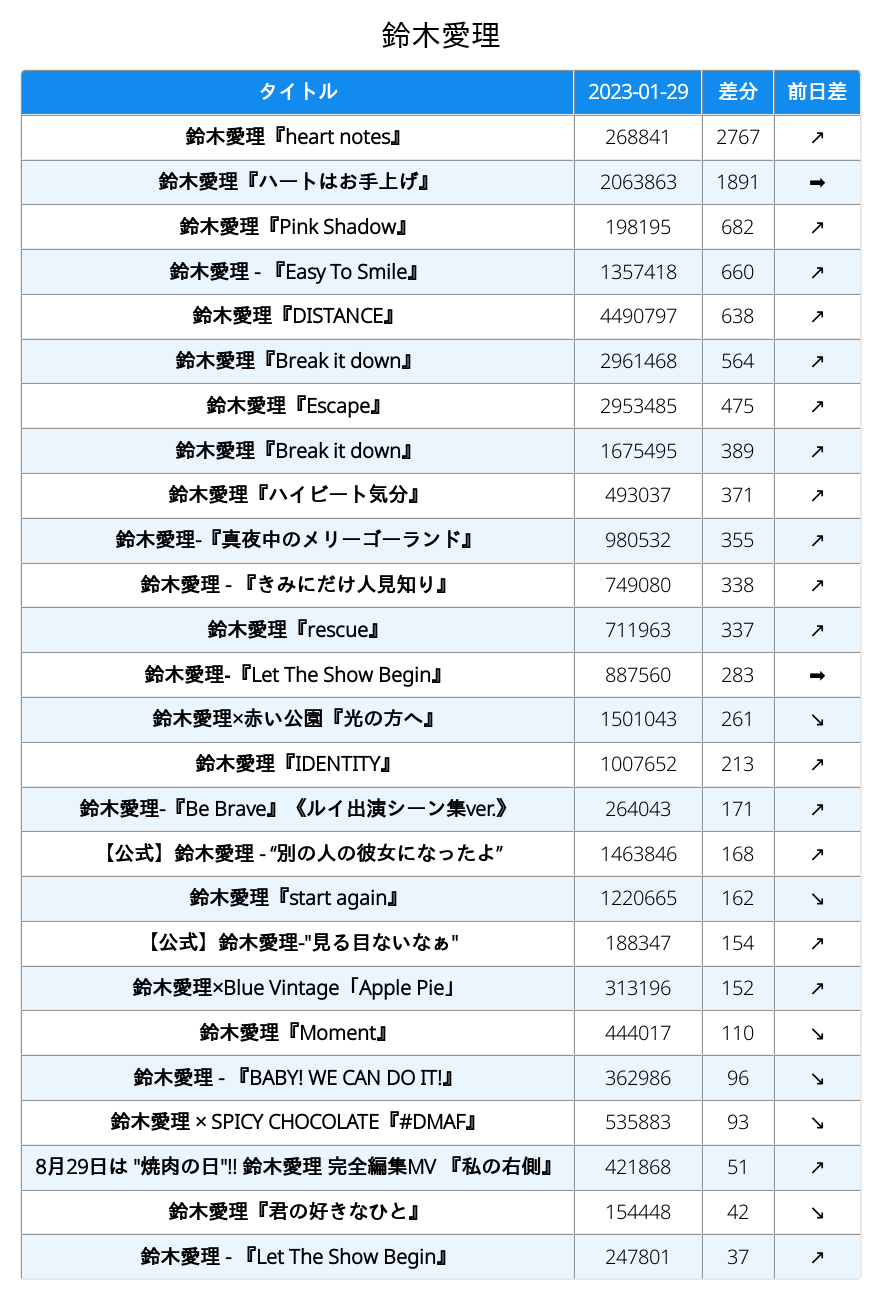 鈴木愛理
タイトル 2023-01-29 差分 前日差
鈴木愛理『heart notes』 268841 2767 ↗
鈴木愛理『ハートはお手上げ』 2063863 1891 ➡
鈴木愛理『Pink Shadow』 198195 682 ↗
鈴木愛理 - 『Easy To Smile』 1357418 660 ↗
鈴木愛理『DISTANCE』 4490797 638 ↗
鈴木愛理『Break it down』 2961468 564 ↗
鈴木愛理『Escape』 2953485 475 ↗
鈴木愛理『Break it down』 1675495 389 ↗
鈴木愛理『ハイビート気分』 493037 371 ↗
鈴木愛理-『真夜中のメリーゴーランド』 980532 355 ↗
鈴木愛理 - 『きみにだけ人見知り』 749080 338 ↗
鈴木愛理『rescue』 711963 337 ↗
鈴木愛理-『Let The Show Begin』 887560 283 ➡
鈴木愛理×赤い公園『光の方へ』 1501043 261 ↘
鈴木愛理『IDENTITY』 1007652 213 ↗
鈴木愛理-『Be Brave』《ルイ出演シーン集ver.》 264043 171 ↗
【公式】鈴木愛理 - “別の人の彼女になったよ” 1463846 168 ↗
鈴木愛理『start again』 1220665 162 ↘
【公式】鈴木愛理-"見る目ないなぁ" 188347 154 ↗
鈴木愛理×Blue Vintage「Apple Pie」 313196 152 ↗
鈴木愛理『Moment』 444017 110 ↘
鈴木愛理 - 『BABY! WE CAN DO IT!』 362986 96 ↘
鈴木愛理 × SPICY CHOCOLATE『#DMAF』 535883 93 ↘
8月29日は "焼肉の日"!! 鈴木愛理 完全編集MV 『私の右側』 421868 51 ↗
鈴木愛理『君の好きなひと』 154448 42 ↘
鈴木愛理 - 『Let The Show Begin』 247801 37 ↗